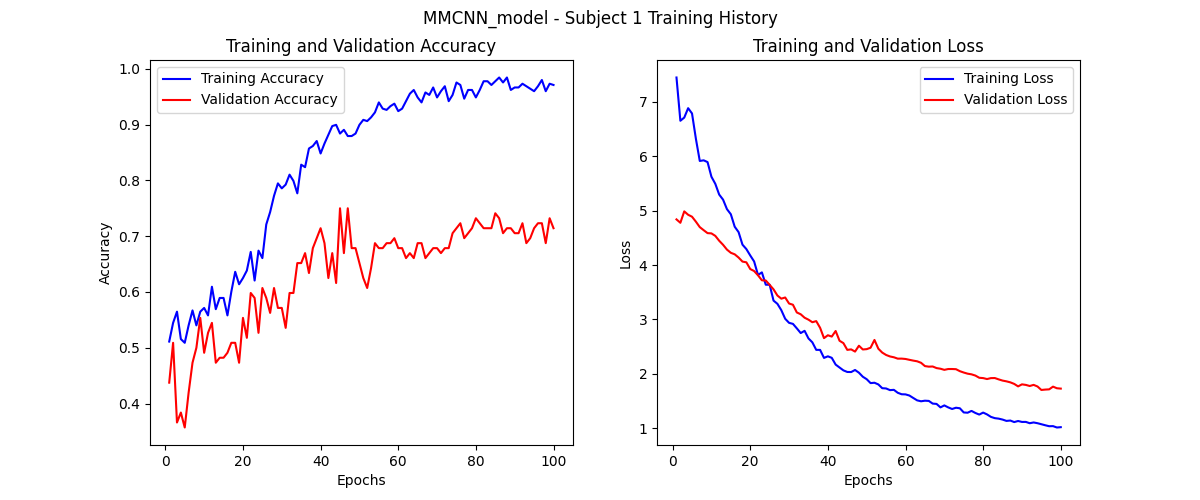 MMCNN_model - Subject 1 Training History
Training and Validation Accuracy
Training Accuracy
Validation Accuracy
1.0
0.9
0.8
0.7
0.6
0.5
0.4
Accuracy
0 20 40 60 80 100
Epochs
Training and Validation Loss
Training Loss
Validation Loss
7
6
5
4
3
2
1
Loss
0 20 40 60 80 100
Epochs